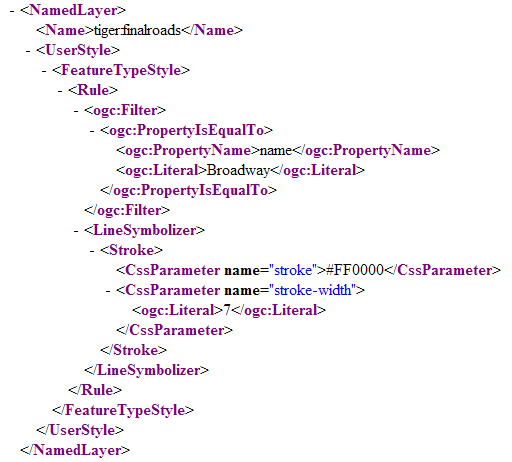 - <NamedLayer>
<Name>tiger:finalroads</Name>
- <UserStyle>
- <FeatureTypeStyle>
- <Rule>
- <ogc:Filter>
- <ogc:PropertyIsEqualTo>
<ogc:PropertyName>name</ogc:PropertyName>
<ogc:Literal>Broadway</ogc:Literal>
</ogc:PropertyIsEqualTo>
</ogc:Filter>
- <LineSymbolizer>
- <Stroke>
<CssParameter name="stroke">#FF0000</CssParameter>
- <CssParameter name="stroke-width">
<ogc:Literal>7</ogc:Literal>
</CssParameter>
</Stroke>
</LineSymbolizer>
</Rule>
</FeatureTypeStyle>
</UserStyle>
</NamedLayer>